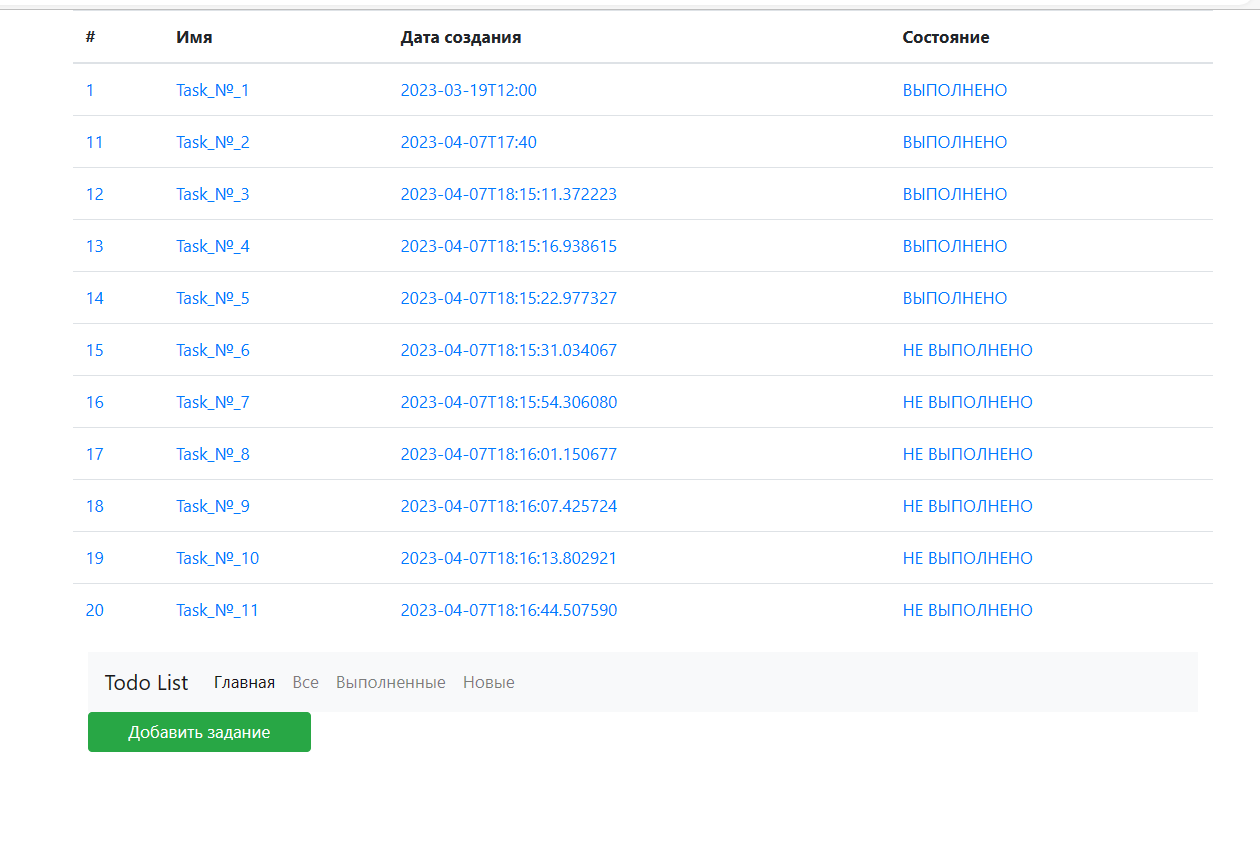 # Имя Дата создания Состояние
1 Task_№_1 2023-03-19T12:00 ВЫПОЛНЕНО
11 Task_№_2 2023-04-07T17:40 ВЫПОЛНЕНО
12 Task_№_3 2023-04-07T18:15:11.372223 ВЫПОЛНЕНО
13 Task_№_4 2023-04-07T18:15:16.938615 ВЫПОЛНЕНО
14 Task_№_5 2023-04-07T18:15:22.977327 ВЫПОЛНЕНО
15 Task_№_6 2023-04-07T18:15:31.034067 НЕ ВЫПОЛНЕНО
16 Task_№_7 2023-04-07T18:15:54.306080 НЕ ВЫПОЛНЕНО
17 Task_№_8 2023-04-07T18:16:01.150677 НЕ ВЫПОЛНЕНО
18 Task_№_9 2023-04-07T18:16:07.425724 НЕ ВЫПОЛНЕНО
19 Task_№_10 2023-04-07T18:16:13.802921 НЕ ВЫПОЛНЕНО
20 Task_№_11 2023-04-07T18:16:44.507590 НЕ ВЫПОЛНЕНО
Todo List Главная Все Выполненные Новые
Добавить задание